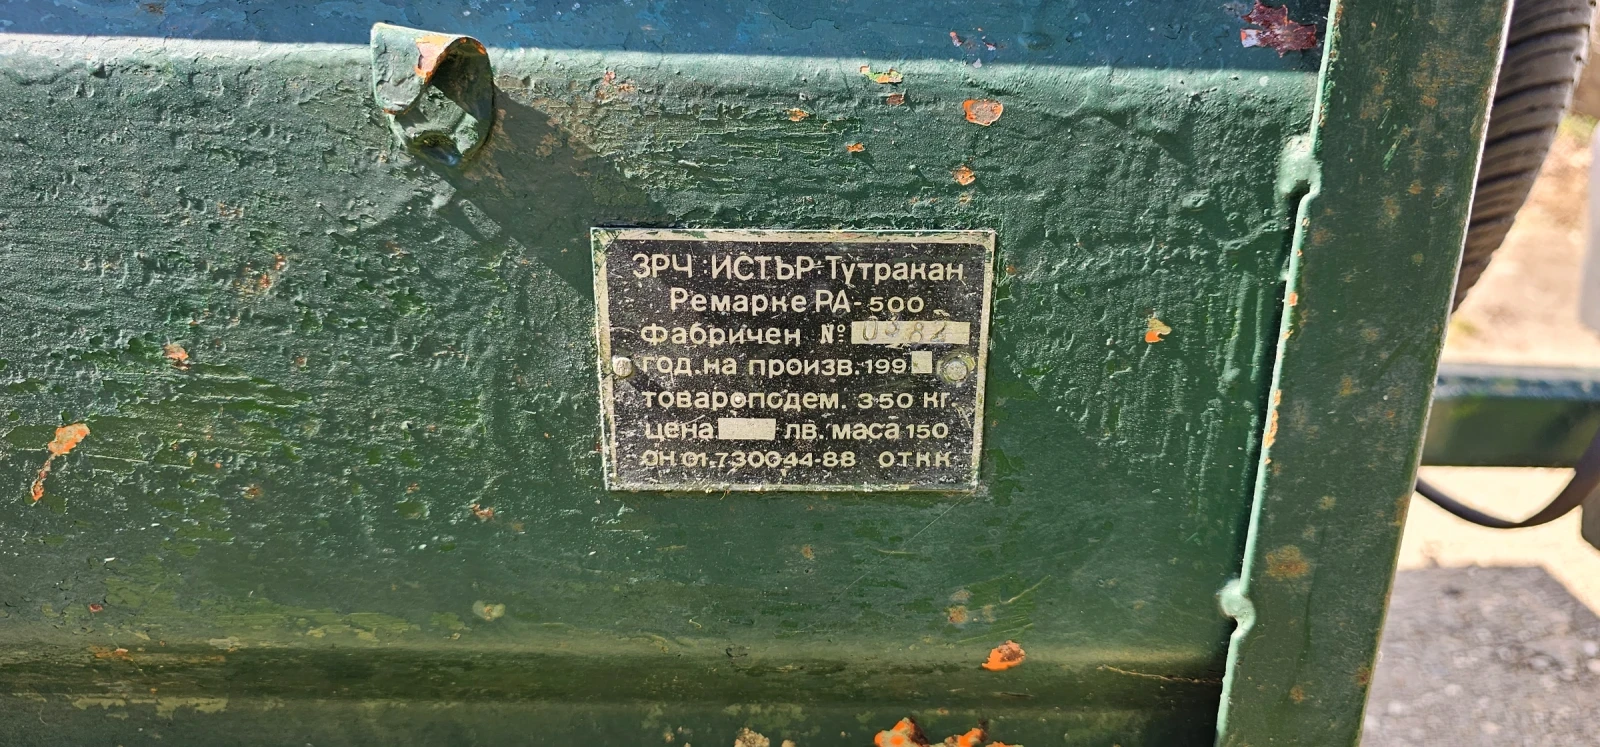 ЗРЧ ИСТЪР-Тутракан
Ремарке РА-500
Фабричен №:
год. на произв. 199 г.
товароподем. 350 кг.
цена лв. маса 150
ОН 01.730044-88 ОТКК